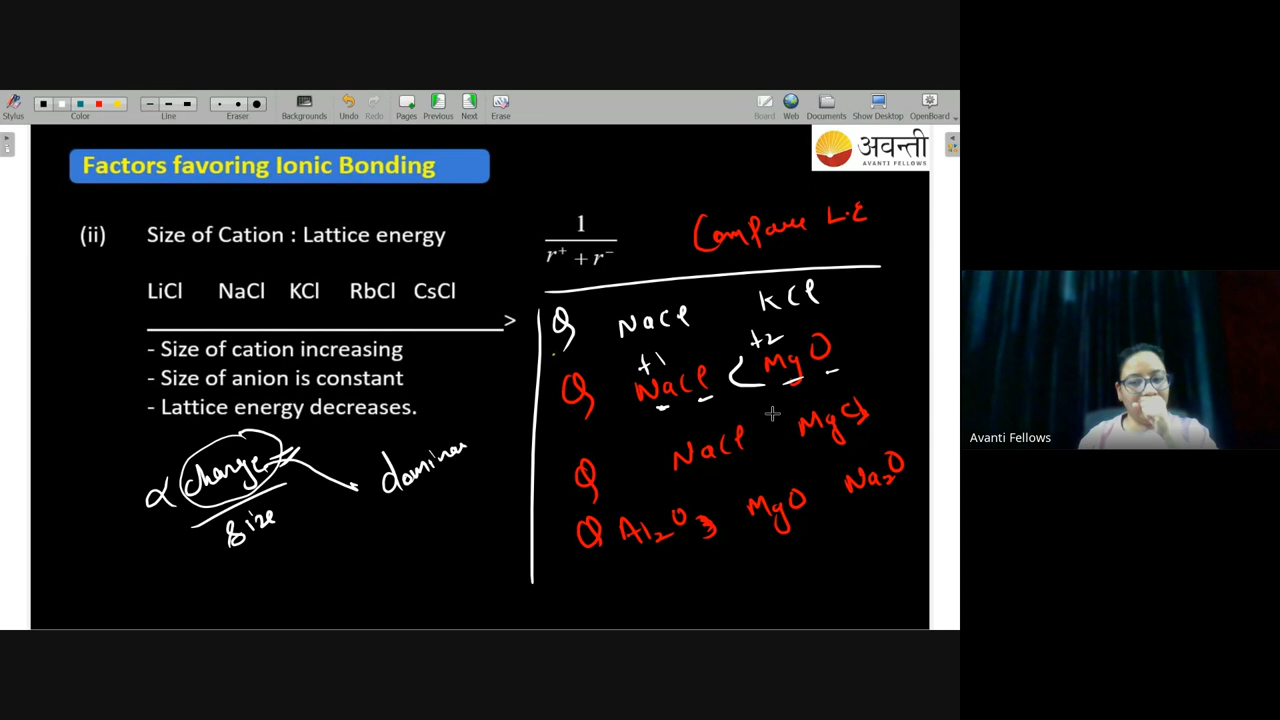 Stylus
Color
Line
Eraser
Backgrounds
Undo
Redo
Pages
Previous
Next
Erase
Board
Web
Documents
Show Desktop
OpenBoard
Factors favoring Ionic Bonding
अवन्ती
AVANTI FELLOWS
(ii) Size of Cation : Lattice energy
1
r⁺ + r⁻
Compare L.E
LiCl NaCl KCl RbCl CsCl
>
- Size of cation increasing
- Size of anion is constant
- Lattice energy decreases.
∝ charge
size
dominan
Q NaCl KCl
+1 +2
Q NaCl < MgO
Q NaCl MgCl₂
Q Al₂O₃ MgO Na₂O
Avanti Fellows